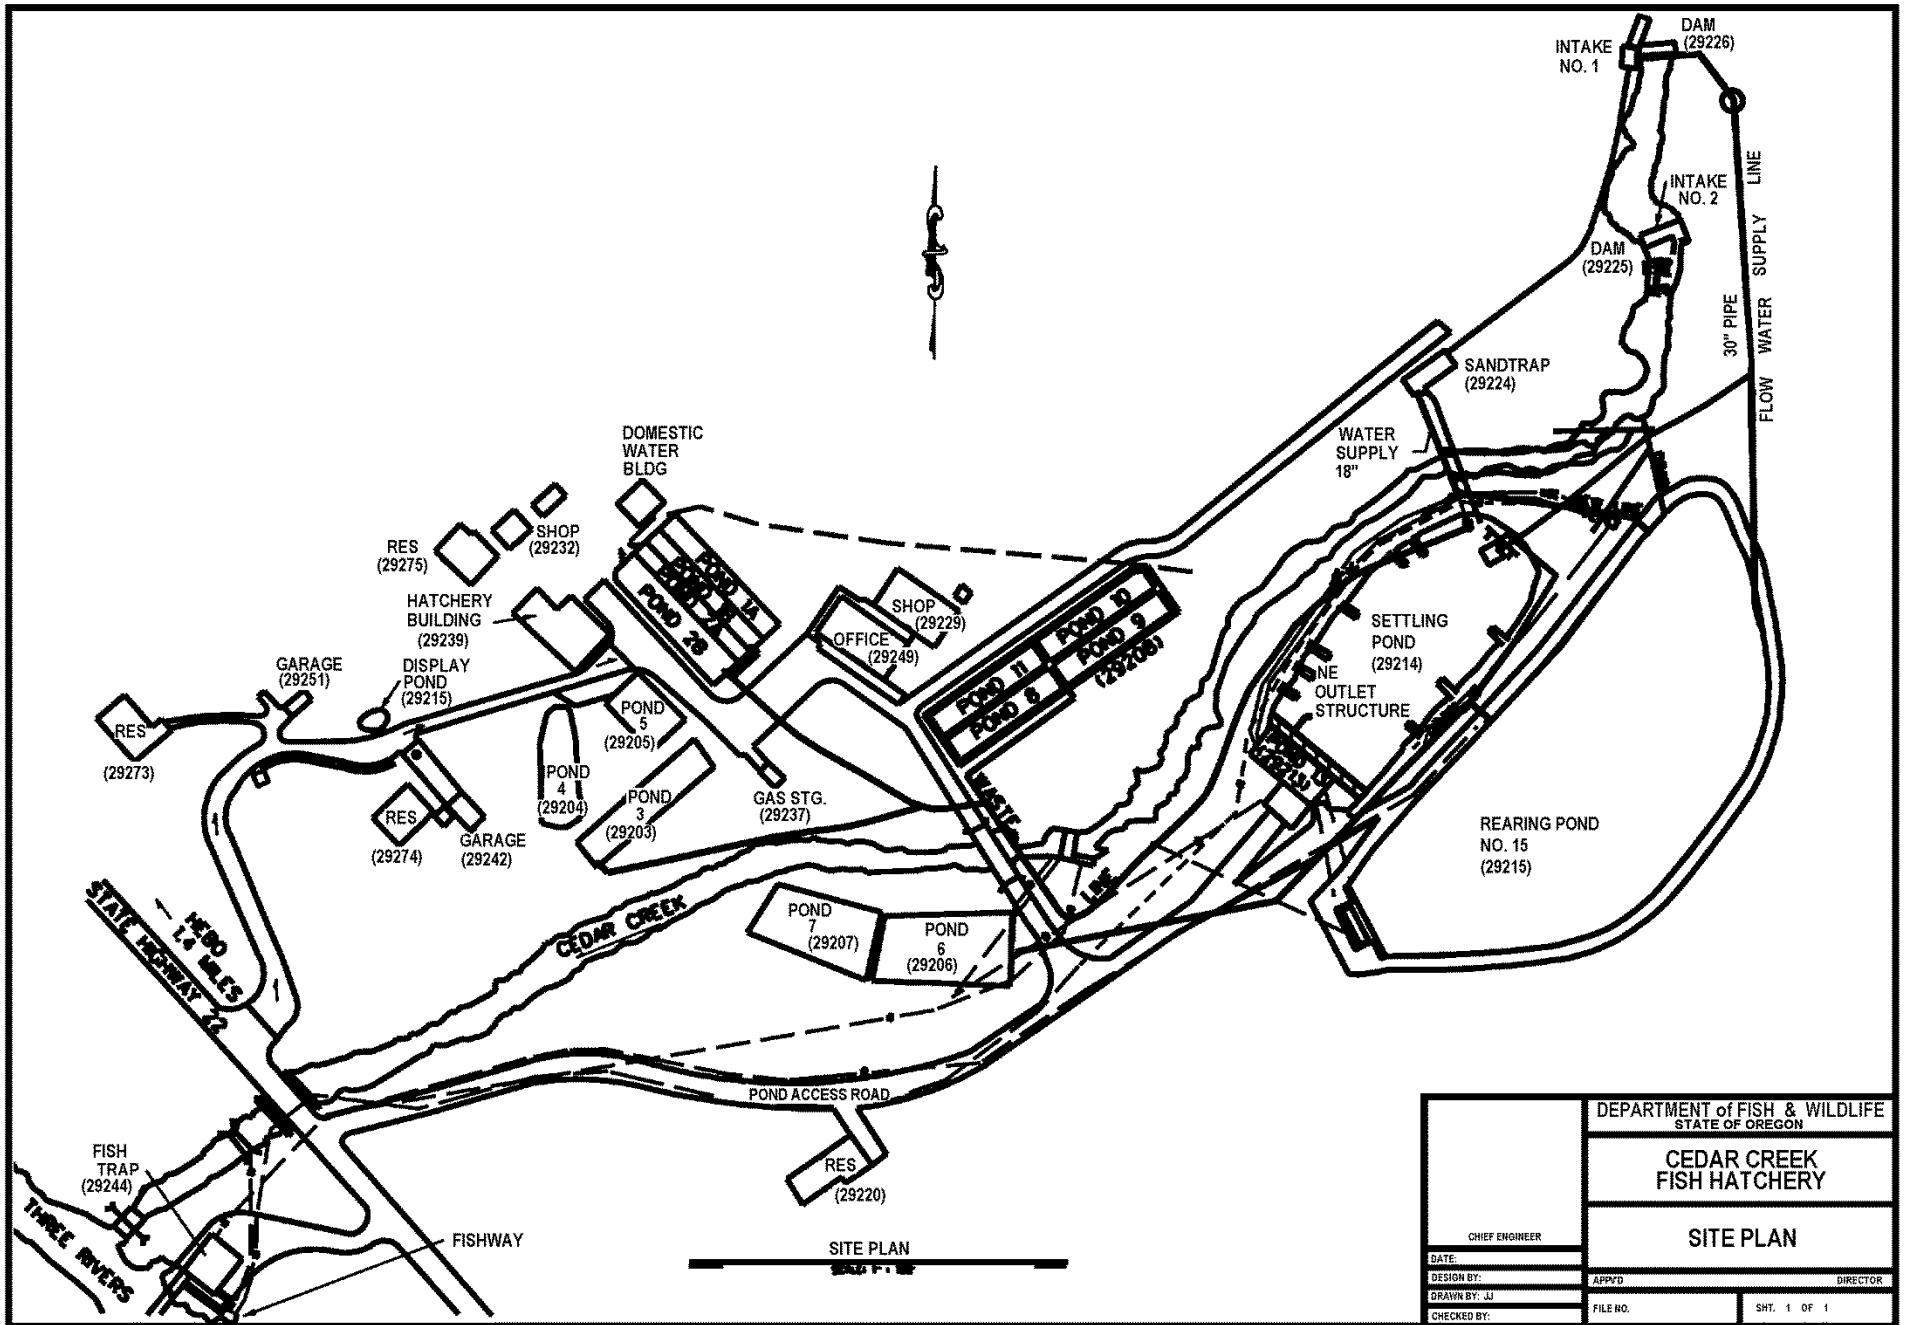 DAM
(29226)
INTAKE
NO. 1
INTAKE
NO. 2
DAM
(29225)
30" PIPE
FLOW WATER SUPPLY LINE
SANDTRAP
(29224)
WATER
SUPPLY
18"
DOMESTIC
WATER
BLDG
SHOP
(29232)
RES
(29275)
HATCHERY
BUILDING
(29239)
POND 1A
POND 2B
SHOP
(29229)
OFFICE
(29249)
POND 10
POND 9
(29208)
POND 11
POND 8
SETTLING
POND
(29214)
NE
OUTLET
STRUCTURE
GARAGE
(29251)
DISPLAY
POND
(29215)
RES
(29273)
POND
5
(29205)
POND
4
(29204)
POND
3
(29203)
GAS STG.
(29237)
RES
(29274)
GARAGE
(29242)
WASTE
LINE
REARING POND
NO. 15
(29215)
STATE HIGHWAY 22
HEBO
1.4 MILES
CEDAR CREEK
POND
7
(29207)
POND
6
(29206)
POND ACCESS ROAD
RES
(29220)
FISH
TRAP
(29244)
THREE RIVERS
FISHWAY
SITE PLAN
DEPARTMENT of FISH & WILDLIFE
STATE OF OREGON
CEDAR CREEK
FISH HATCHERY
SITE PLAN
CHIEF ENGINEER
DATE:
DESIGN BY:
DRAWN BY: JJ
CHECKED BY:
APPV'D
DIRECTOR
FILE NO.
SHT. 1 OF 1